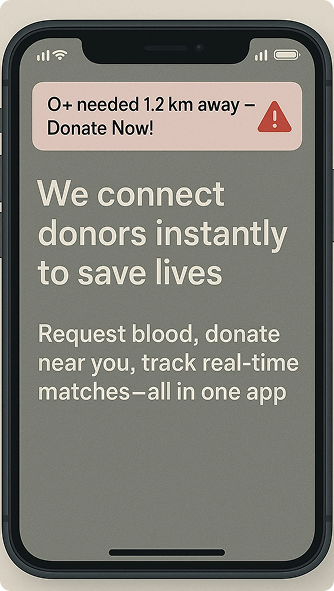 O+ needed 1.2 km away –
Donate Now!
We connect
donors instantly
to save lives
Request blood, donate
near you, track real-time
matches–all in one app